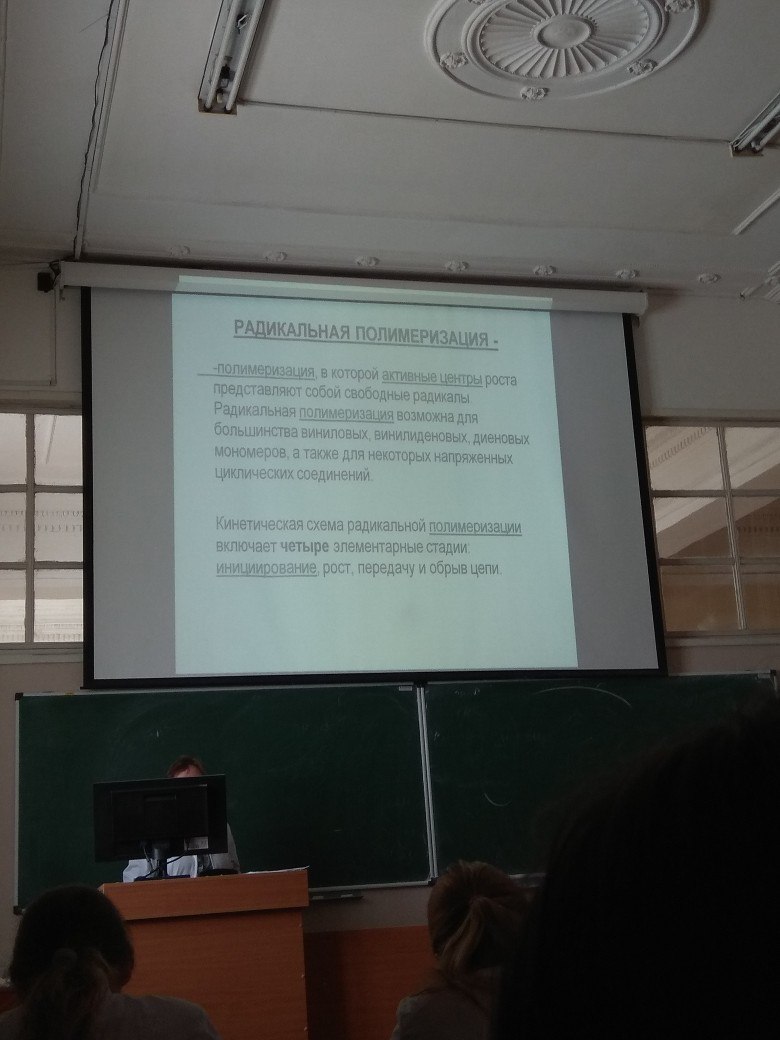 РАДИКАЛЬНАЯ ПОЛИМЕРИЗАЦИЯ -
-полимеризация, в которой активные центры роста
представляют собой свободные радикалы
Радикальная полимеризация возможна для
большинства виниловых, винилиденовых, диеновых
мономеров, а также для некоторых напряженных
циклических соединений.
Кинетическая схема радикальной полимеризации
включает четыре элементарные стадии:
инициирование, рост, передачу и обрыв цепи.